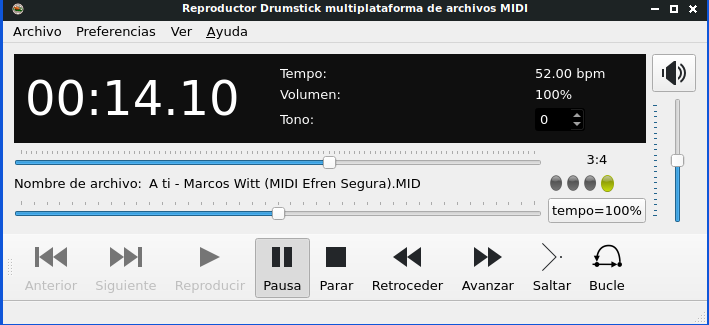 Reproductor Drumstick multiplataforma de archivos MIDI
Archivo Preferencias Ver Ayuda
00:14.10
Tempo: 52.00 bpm
Volumen: 100%
Tono: 0
3:4
Nombre de archivo: A ti - Marcos Witt (MIDI Efren Segura).MID
tempo=100%
Anterior Siguiente Reproducir Pausa Parar Retroceder Avanzar Saltar Bucle